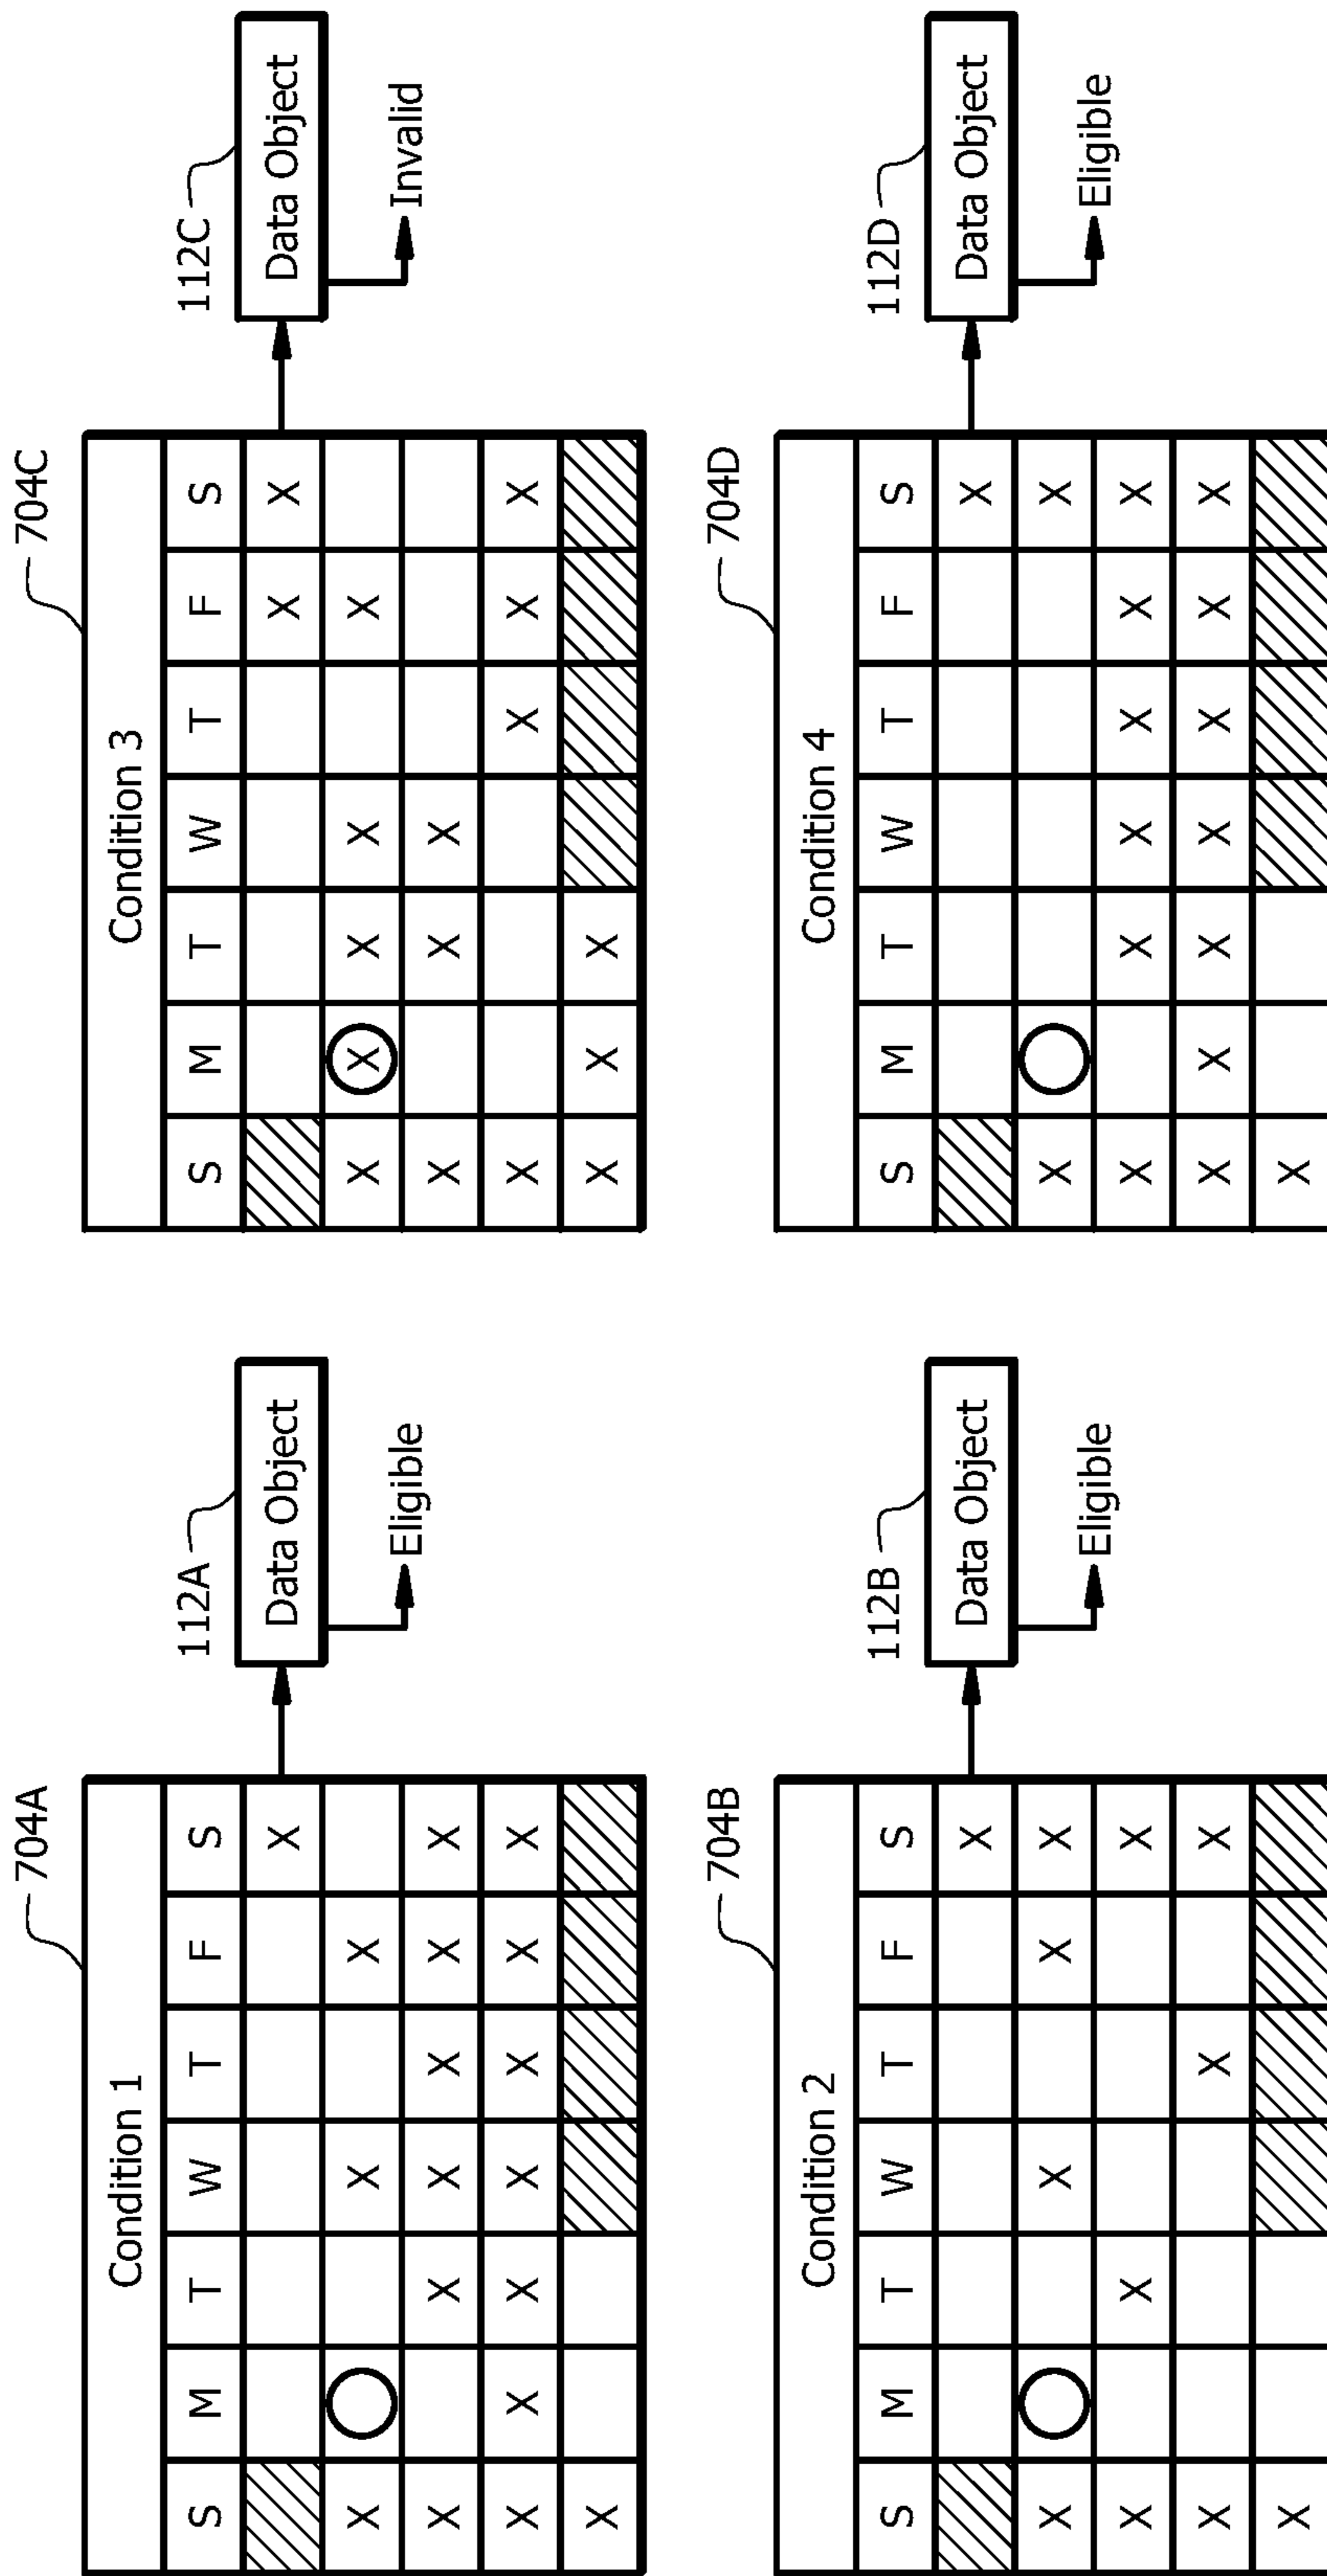 704A
Condition 1
S M T W T F S
X
X X X
X X X X X X
X X X X X X X
X
112A
Data Object
Eligible
704C
Condition 3
S M T W T F S
X X
X X X X X
X X X
X X X X
X X X
112C
Data Object
Invalid
704B
Condition 2
S M T W T F S
X
X X X X
X X X
X X X
X
112B
Data Object
Eligible
704D
Condition 4
S M T W T F S
X
X X
X X X X X X
X X X X X X X
X
112D
Data Object
Eligible